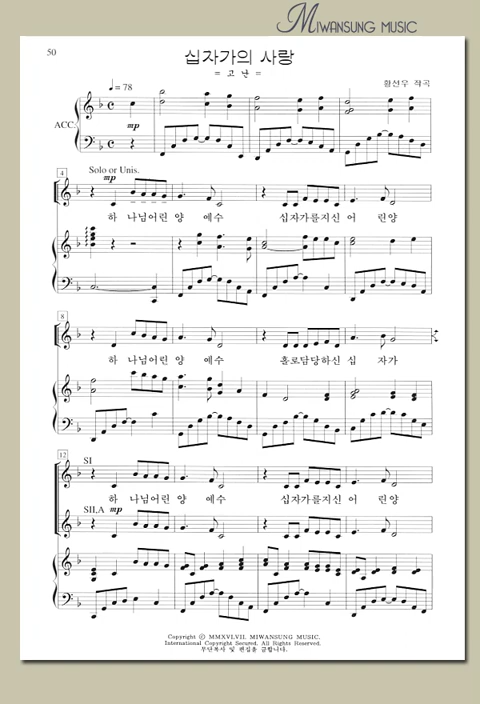 MIWANSUNG MUSIC
50
십자가의 사랑
= 고 난 =
황선우 작곡
♩ = 78
ACC.
mp
4
Solo or Unis.
mp
하 나님어린 양 예수 십자가를지신 어 린양
8
하 나님어린 양 예수 홀로담당하신 십 자가
12
SI
하 나님어린 양 예수 십자가를지신 어 린양
SII,A mp
Copyright ⓒ MMXLVII, MIWANSUNG MUSIC.
International Copyright Secured. All Rights Reserved.
무단복사 및 편집을 금합니다.